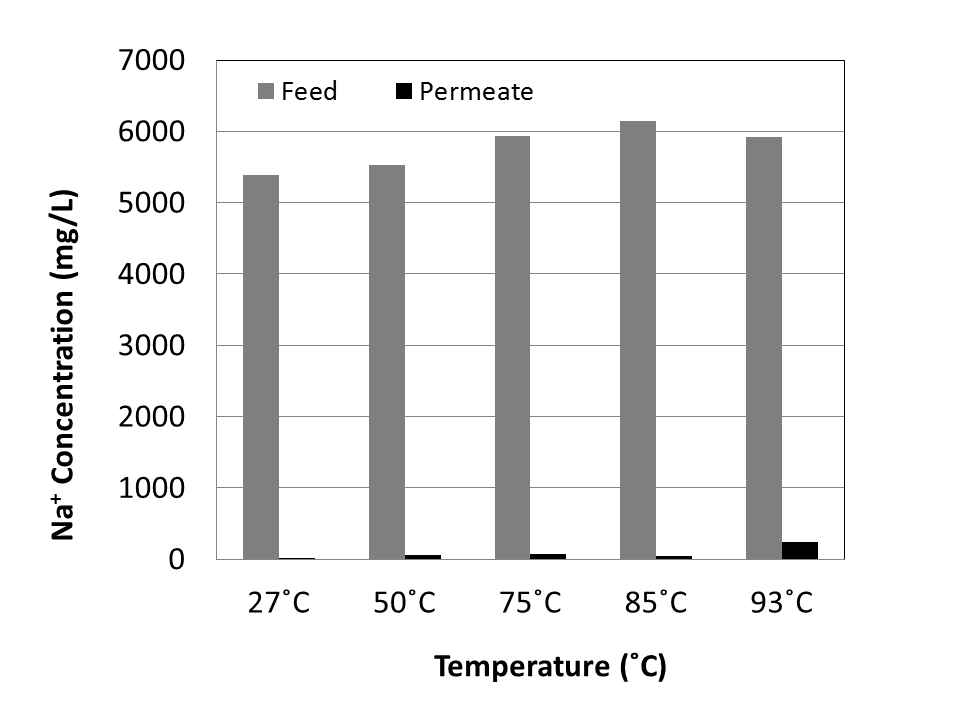 7000
Feed Permeate
6000
5000
4000
3000
2000
1000
0
Na⁺ Concentration (mg/L)
27˚C 50˚C 75˚C 85˚C 93˚C
Temperature (˚C)